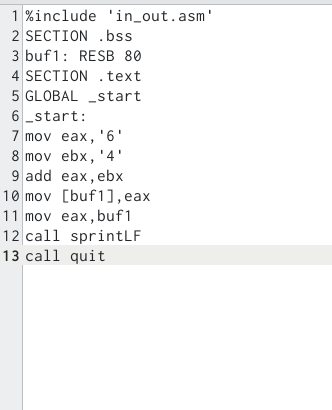 1 %include 'in_out.asm'
2 SECTION .bss
3 buf1: RESB 80
4 SECTION .text
5 GLOBAL _start
6 _start:
7 mov eax,'6'
8 mov ebx,'4'
9 add eax,ebx
10 mov [buf1],eax
11 mov eax,buf1
12 call sprintLF
13 call quit